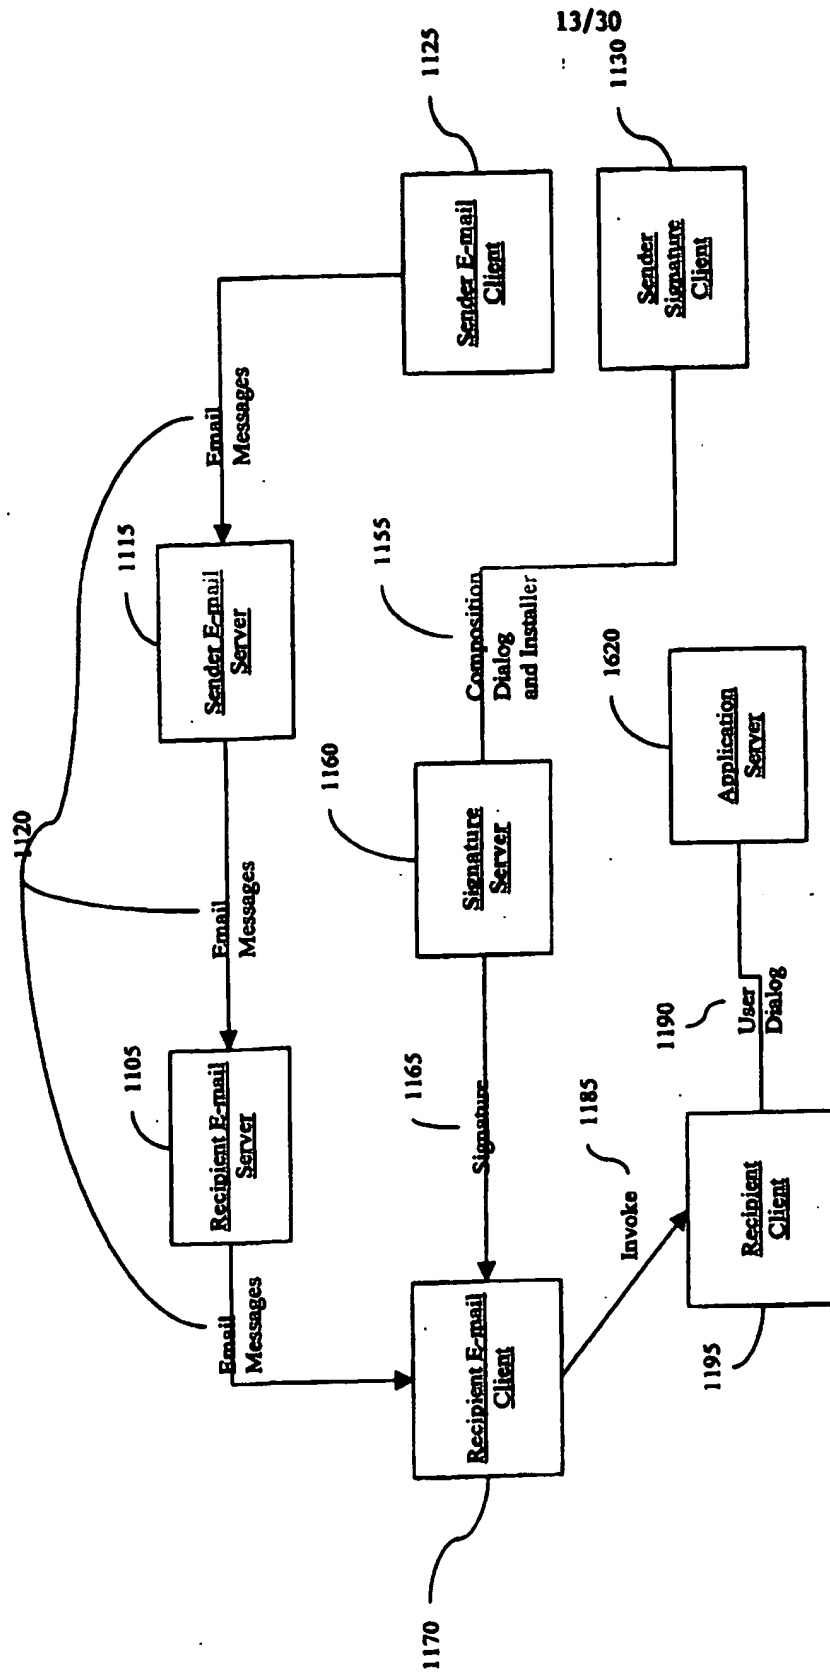 13/30
1120
1125
Sender E-mail
Client
Email
Messages
1115
Sender E-mail
Server
Email
Messages
1105
Recipient E-mail
Server
Email
Messages
1130
Sender
Signature
Client
1155
Composition
Dialog
and Installer
1160
Signature
Server
1165
Signature
Recipient E-mail
Client
1170
1185
Invoke
1620
Application
Server
1190
User
Dialog
Recipient
Client
1195